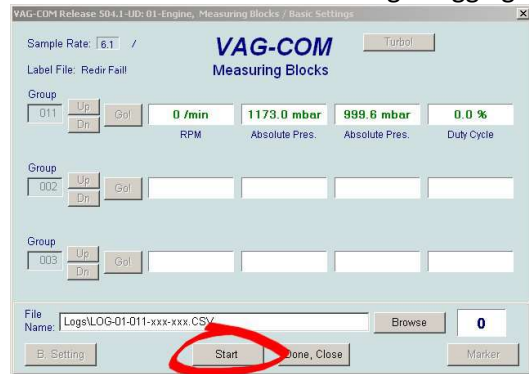 VAG-COM Release 504.1-UD: 01-Engine, Measuring Blocks / Basic Settings
Sample Rate: 6.1 /
VAG-COM
Turbo!
Label File: Redir Fail!
Measuring Blocks
Group
011 Up Dn Go! 0 /min 1173.0 mbar 999.6 mbar 0.0 %
RPM Absolute Pres. Absolute Pres. Duty Cycle
Group
002 Up Dn Go!
Group
003 Up Dn Go!
File Name: Logs\LOG-01-011-xxx-xxx.CSV Browse 0
B. Setting Start Done, Close Marker